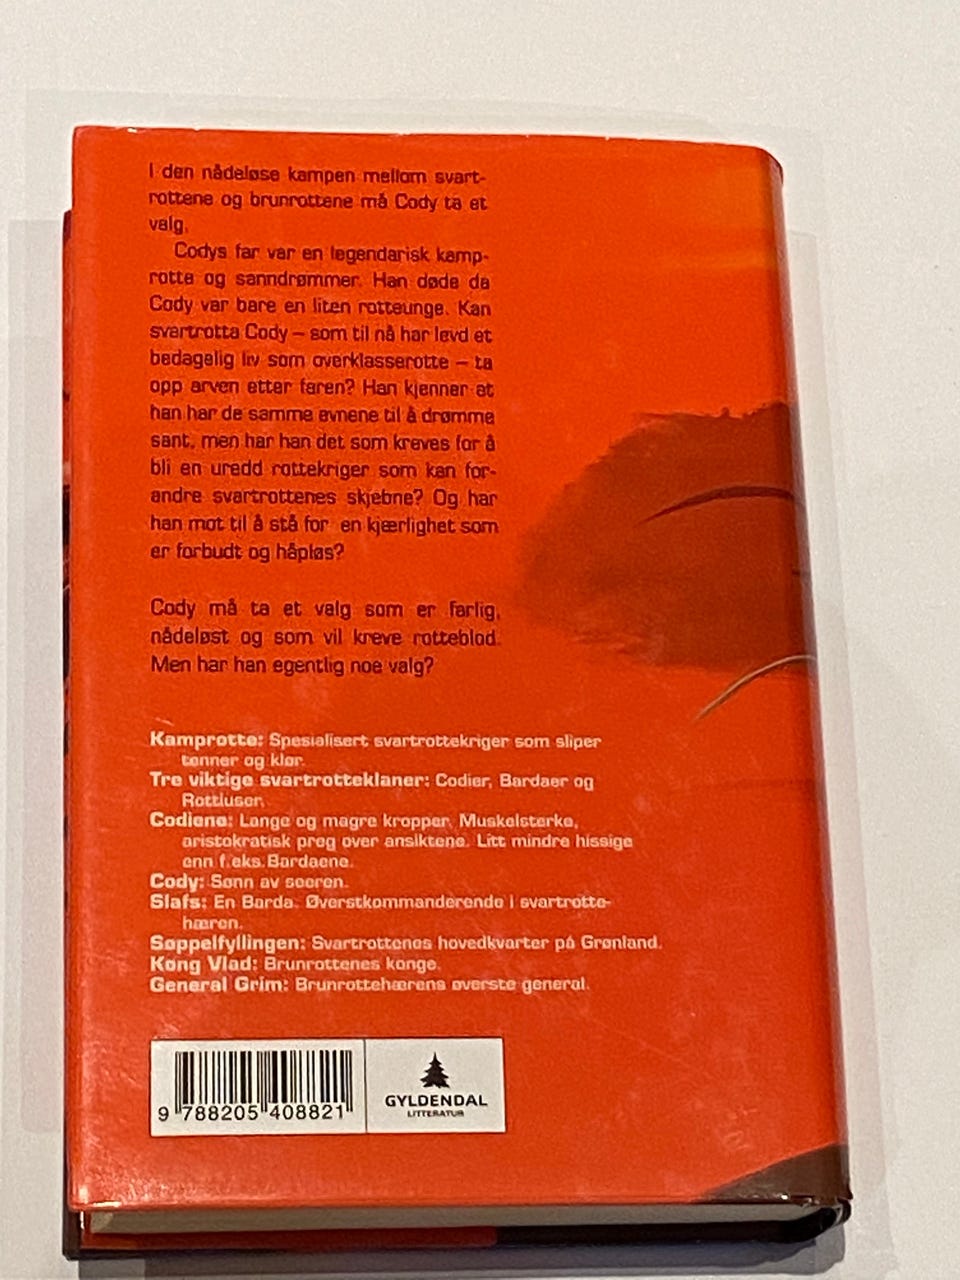 I den nådeløse kampen mellom svart-
rottene og brunrottene må Cody ta et
valg.
Codys far var en legendarisk kamp-
rotte og sanndrømmer. Han døde da
Cody var bare en liten rotteunge. Kan
svartrotta Cody – som til nå har levd et
bedagelig liv som overklasserotte – ta
opp arven etter faren? Han kjenner at
han har de samme evnene til å drømme
sant, men har han det som kreves for å
bli en uredd rottekriger som kan for-
andre svartrottenes skjebne? Og har
han mot til å stå for en kjærlighet som
er forbudt og håpløs?
Cody må ta et valg som er farlig,
nådeløst og som vil kreve rotteblod.
Men har han egentlig noe valg?
Kamprotte: Spesialisert svartrottekriger som sliper
tenner og klør.
Tre viktige svartrotteklaner: Codier, Bardaer og
Rottiuser.
Codiene: Lange og magre kropper. Muskelsterke,
aristokratisk preg over ansiktene. Litt mindre hissige
enn f.eks. Bardaene.
Cody: Sønn av seeren.
Slafs: En Barda. Øverstkommanderende i svartrotte-
hæren.
Søppelfyllingen: Svartrottenes hovedkvarter på Grønland.
Kong Vlad: Brunrottenes konge.
General Grim: Brunrottehærens øverste general.
9 788205 408821
GYLDENDAL
LITTERATUR